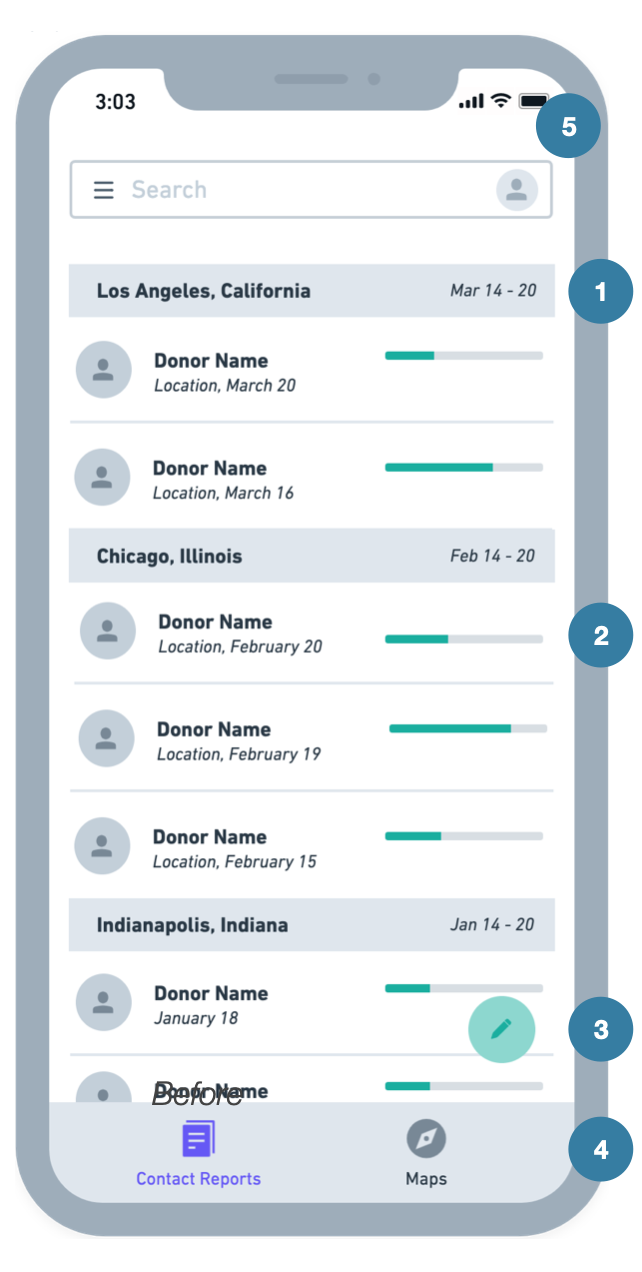 3:03
5
Search
Los Angeles, California Mar 14 - 20
1
Donor Name
Location, March 20
Donor Name
Location, March 16
Chicago, Illinois Feb 14 - 20
Donor Name
2
Location, February 20
Donor Name
Location, February 19
Donor Name
Location, February 15
Indianapolis, Indiana Jan 14 - 20
Donor Name
January 18
3
Donor Name
Before
4
Contact Reports Maps